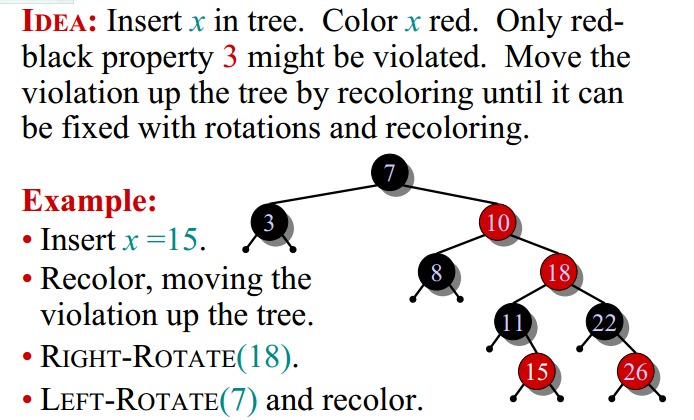 IDEA: Insert x in tree. Color x red. Only red-
black property 3 might be violated. Move the
violation up the tree by recoloring until it can
be fixed with rotations and recoloring.
7
Example:
3
10
• Insert x =15.
• Recolor, moving the
8
18
violation up the tree.
11
22
• RIGHT-ROTATE(18).
15
26
• LEFT-ROTATE(7) and recolor.